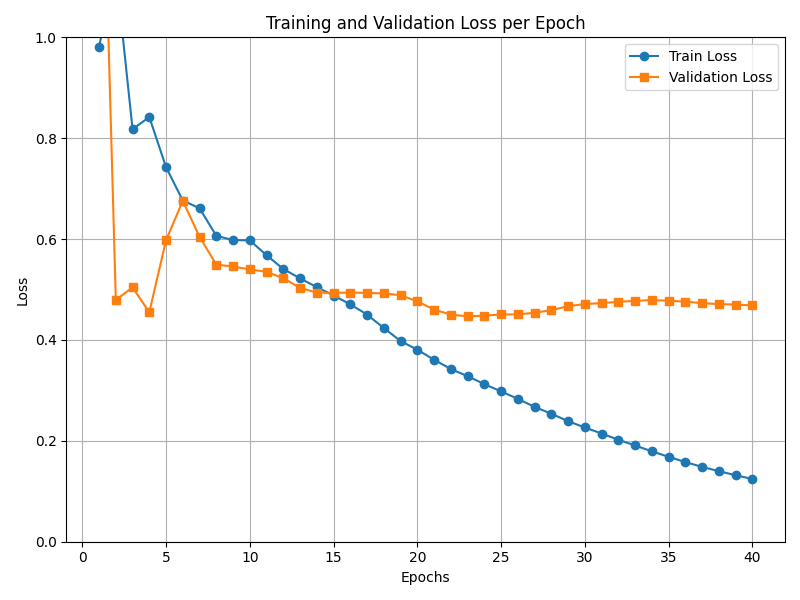 Training and Validation Loss per Epoch
Train Loss
Validation Loss
1.0
0.8
0.6
0.4
0.2
0.0
Loss
0 5 10 15 20 25 30 35 40
Epochs